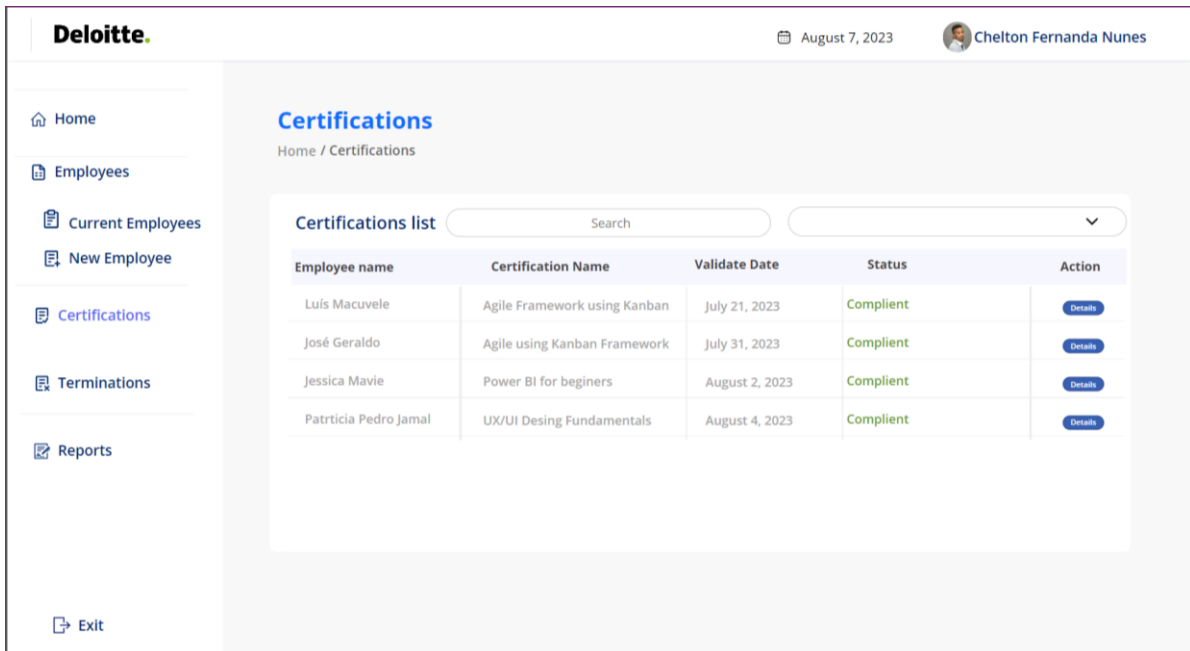 Deloitte.
August 7, 2023
Chelton Fernanda Nunes
Home
Employees
Current Employees
New Employee
Certifications
Terminations
Reports
Exit
Certifications
Home / Certifications
Certifications list
Search
Employee name Certification Name Validate Date Status Action
Luís Macuvele Agile Framework using Kanban July 21, 2023 Complient Details
José Geraldo Agile using Kanban Framework July 31, 2023 Complient Details
Jessica Mavie Power BI for beginers August 2, 2023 Complient Details
Patrticia Pedro Jamal UX/UI Desing Fundamentals August 4, 2023 Complient Details